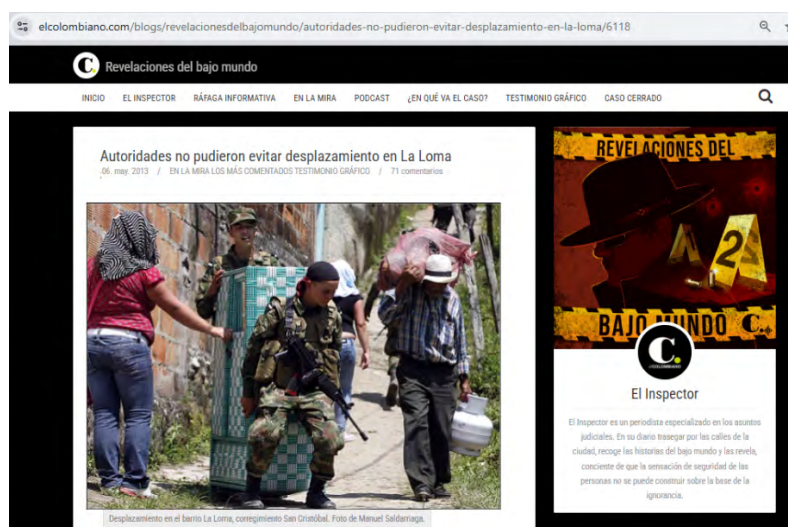 elcolombiano.com/blogs/revelacionesdelbajomundo/autoridades-no-pudieron-evitar-desplazamiento-en-la-loma/6118
C. Revelaciones del bajo mundo
INICIO EL INSPECTOR RÁFAGA INFORMATIVA EN LA MIRA PODCAST ¿EN QUÉ VA EL CASO? TESTIMONIO GRÁFICO CASO CERRADO
Autoridades no pudieron evitar desplazamiento en La Loma
06. may. 2013 / EN LA MIRA LOS MÁS COMENTADOS TESTIMONIO GRÁFICO / 71 comentarios
Desplazamiento en el barrio La Loma, corregimiento San Cristóbal. Foto de Manuel Saldarriaga.
REVELACIONES DEL
2
BAJO MUNDO C.
C.
EL COLOMBIANO
El Inspector
El Inspector es un periodista especializado en los asuntos
judiciales. En su diario trasegar por las calles de la
ciudad, recoge las historias del bajo mundo y las revela,
conciente de que la sensación de seguridad de las
personas no se puede construir sobre la base de la
ignorancia.